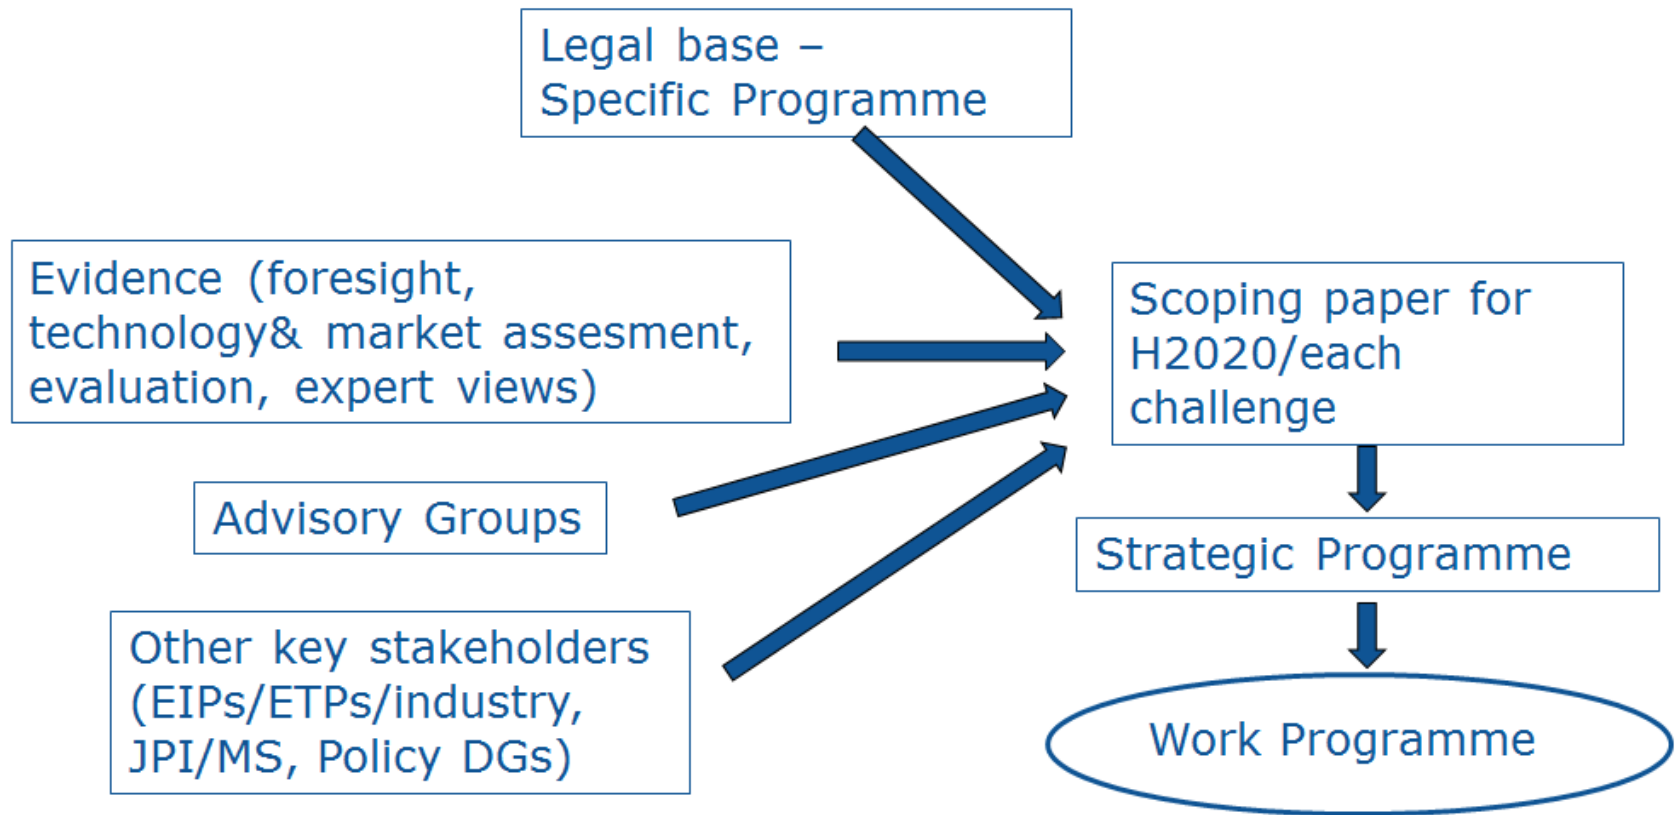 Legal base –
Specific Programme
Evidence (foresight,
technology& market assesment,
evaluation, expert views)
Scoping paper for
H2020/each
challenge
Advisory Groups
Strategic Programme
Other key stakeholders
(EIPs/ETPs/industry,
JPI/MS, Policy DGs)
Work Programme